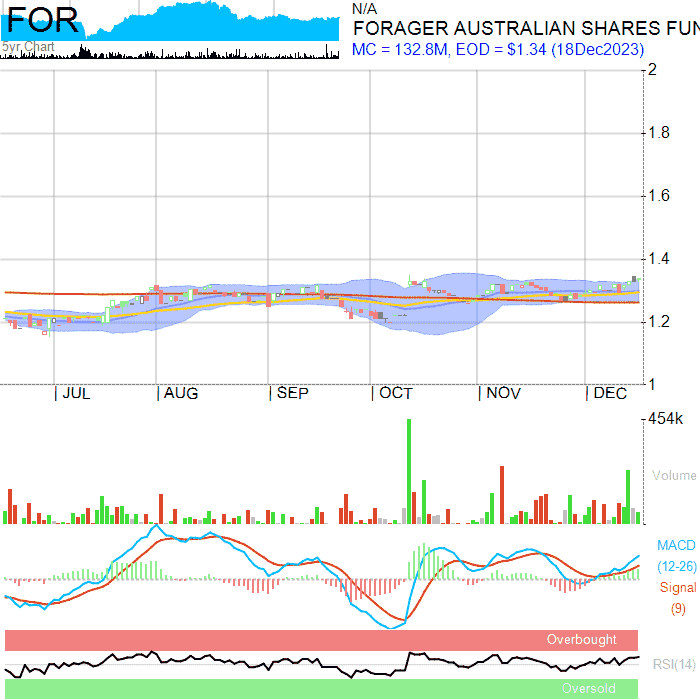 FOR
5yr Chart
N/A
FORAGER AUSTRALIAN SHARES FUN
MC = 132.8M, EOD = $1.34 (18Dec2023)
2
1.8
1.6
1.4
1.2
1
JUL AUG SEP OCT NOV DEC
454k
Volume
MACD
(12-26)
Signal
(9)
Overbought
RSI(14)
Oversold